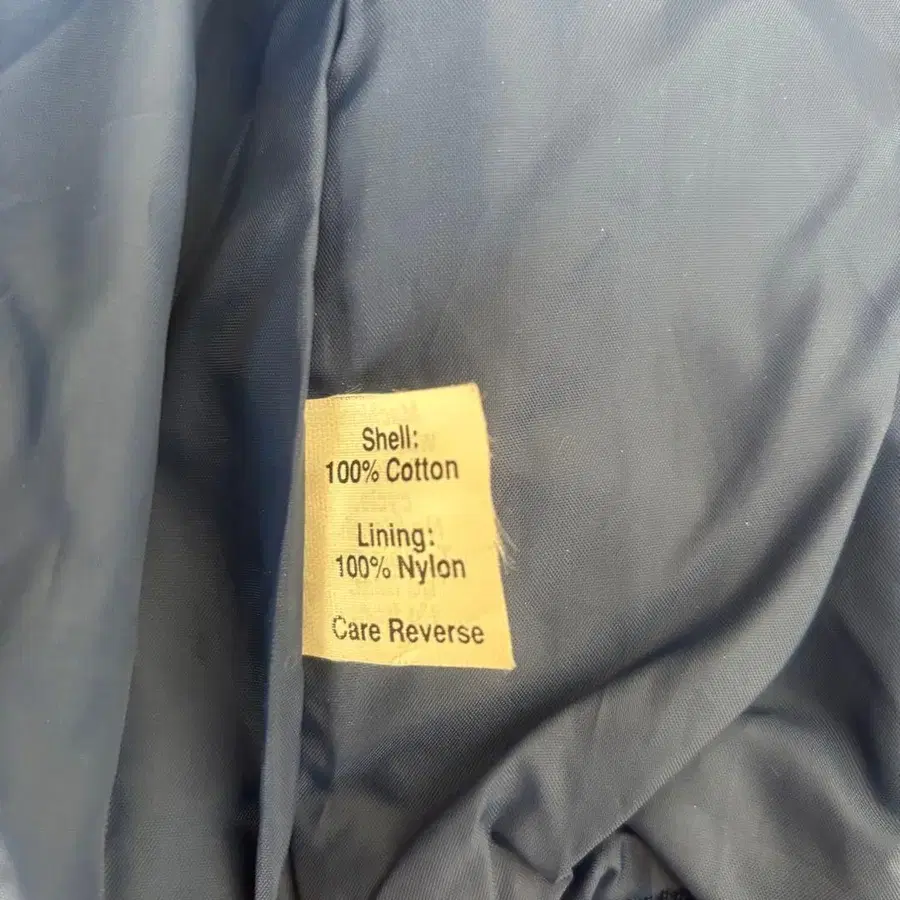 Shell:
100% Cotton
Lining:
100% Nylon
Care Reverse